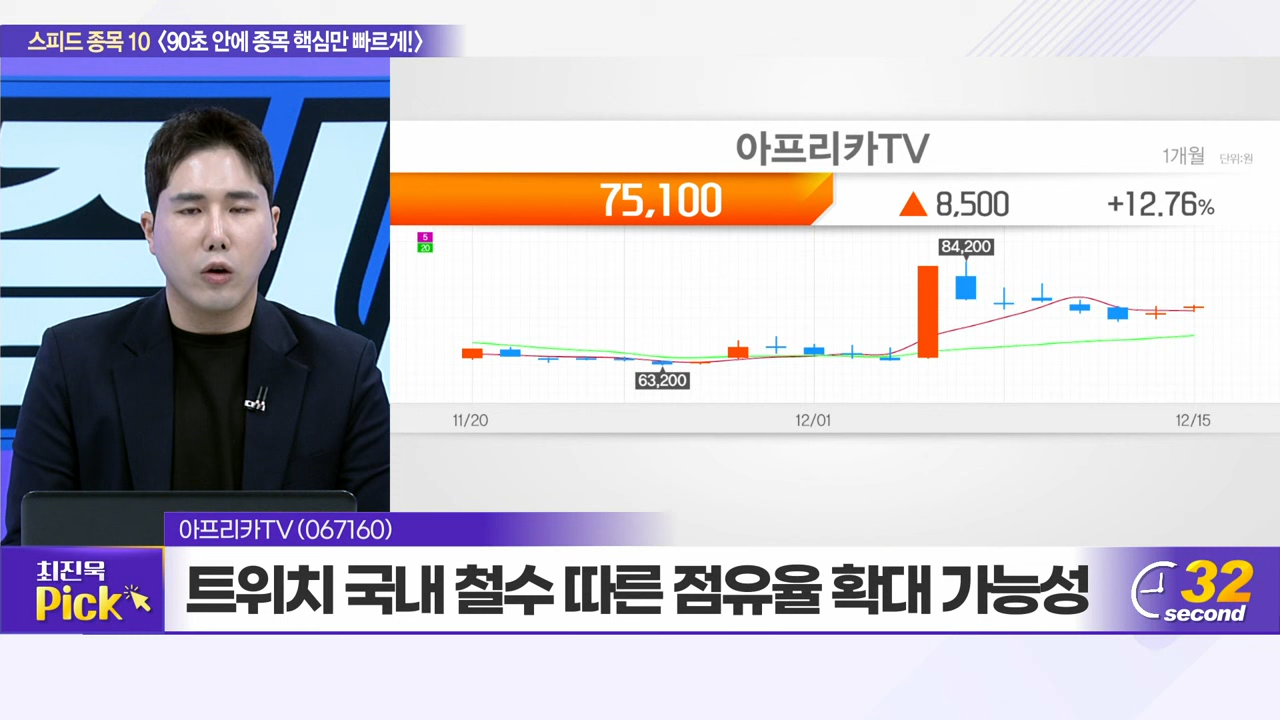 스피드 종목 10 〈90초 안에 종목 핵심만 빠르게!〉
아프리카TV
1개월 단위:원
75,100 ▲ 8,500 +12.76%
5
20
84,200
63,200
11/20 12/01 12/15
아프리카TV (067160)
최진욱
Pick
트위치 국내 철수 따른 점유율 확대 가능성
32
second